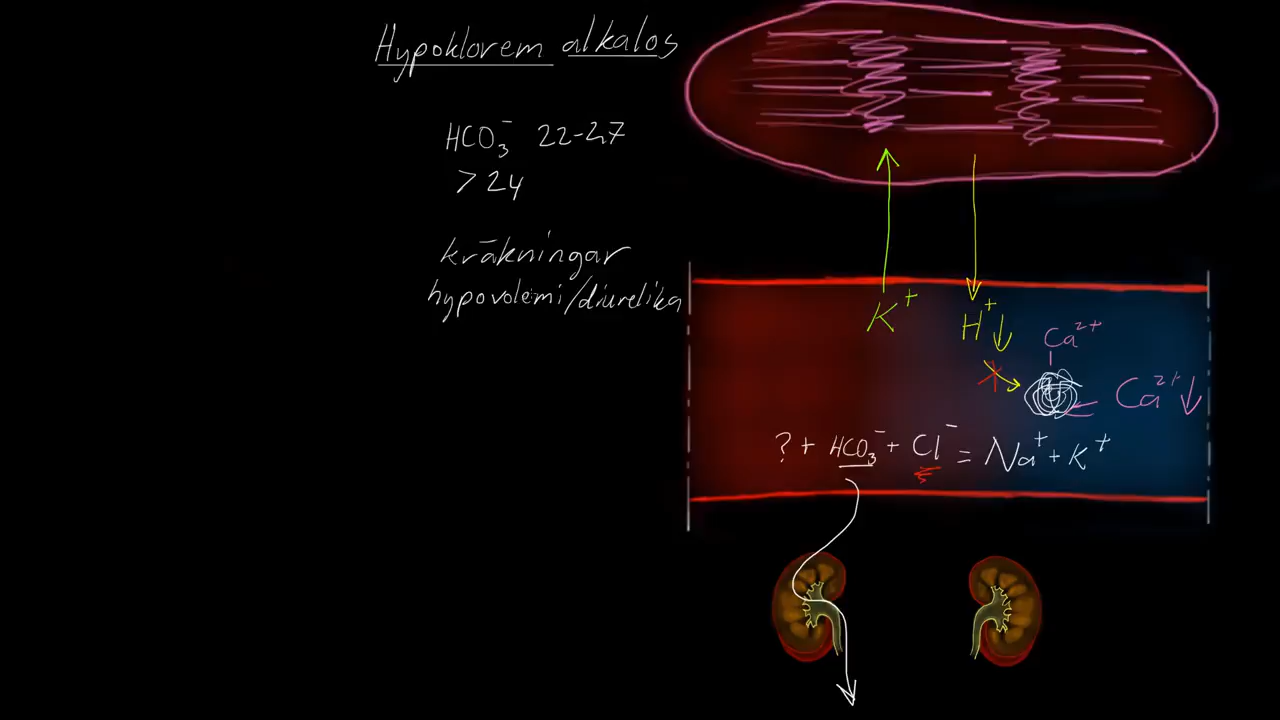 Hypoklorem alkalos
HCO₃⁻ 22-27
> 24
kräkningar
hypovolemi/diuretika
K⁺
H⁺↓
Ca²⁺
Ca²⁺↓
? + HCO₃⁻ + Cl⁻ = Na⁺ + K⁺